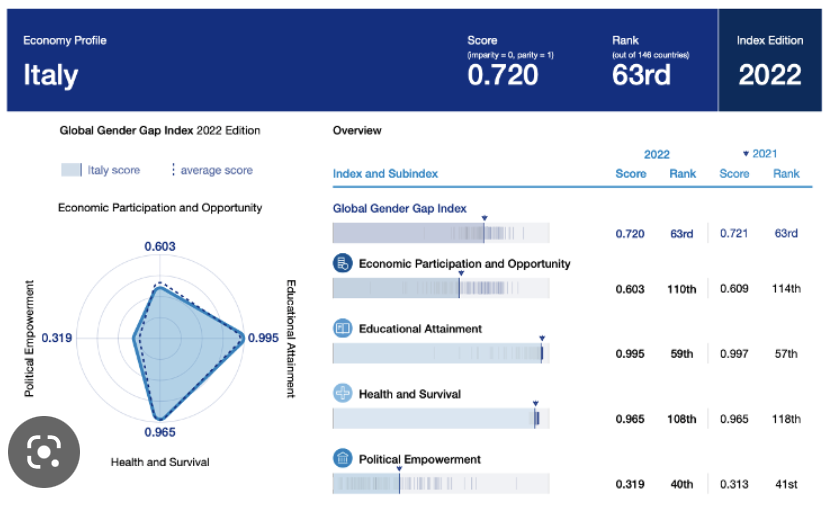 Economy Profile
Italy
Score
(imparity = 0, parity = 1)
0.720
Rank
(out of 146 countries)
63rd
Index Edition
2022
Global Gender Gap Index 2022 Edition
Italy score
average score
Economic Participation and Opportunity
0.603
Political Empowerment
0.319
0.995
Educational Attainment
0.965
Health and Survival
Overview
2022
2021
Index and Subindex
Score
Rank
Score
Rank
Global Gender Gap Index
0.720 63rd 0.721 63rd
Economic Participation and Opportunity
0.603 110th 0.609 114th
Educational Attainment
0.995 59th 0.997 57th
Health and Survival
0.965 108th 0.965 118th
Political Empowerment
0.319 40th 0.313 41st